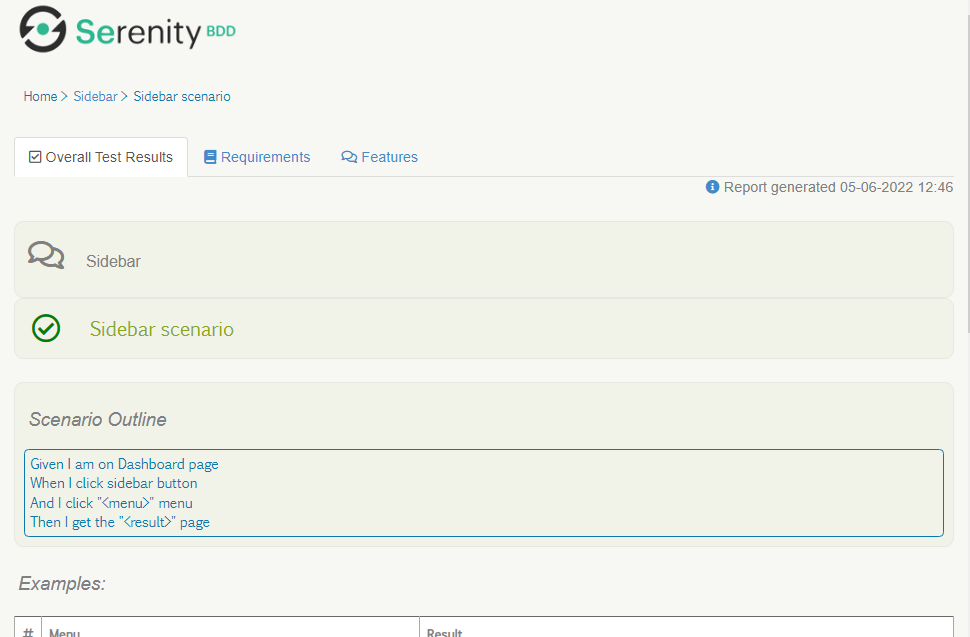 Serenity BDD
Home > Sidebar > Sidebar scenario
Overall Test Results Requirements Features
Report generated 05-06-2022 12:46
Sidebar
Sidebar scenario
Scenario Outline
Given I am on Dashboard page
When I click sidebar button
And I click "<menu>" menu
Then I get the "<result>" page
Examples:
# Menu Result